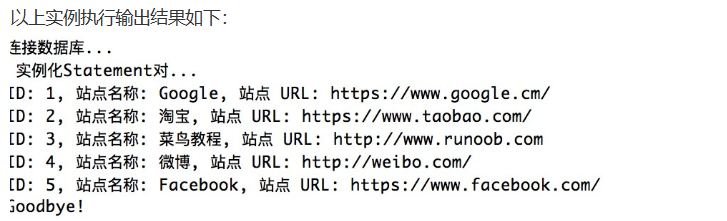 以上实例执行输出结果如下：
连接数据库...
实例化Statement对...
ID: 1, 站点名称: Google, 站点 URL: https://www.google.cm/
ID: 2, 站点名称: 淘宝, 站点 URL: https://www.taobao.com/
ID: 3, 站点名称: 菜鸟教程, 站点 URL: http://www.runoob.com
ID: 4, 站点名称: 微博, 站点 URL: http://weibo.com/
ID: 5, 站点名称: Facebook, 站点 URL: https://www.facebook.com/
Goodbye!